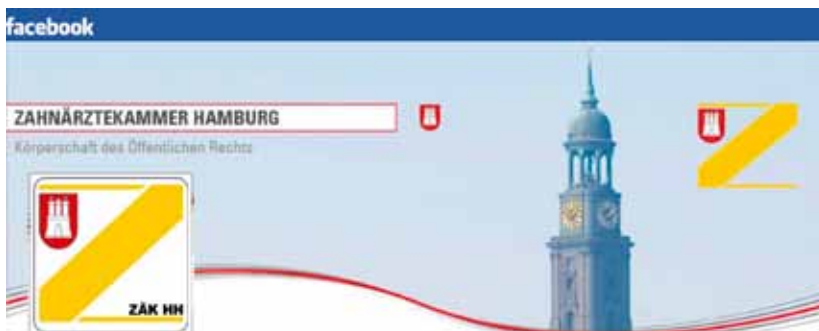 facebook
ZAHNÄRZTEKAMMER HAMBURG
Körperschaft des Öffentlichen Rechts
ZÄK HH